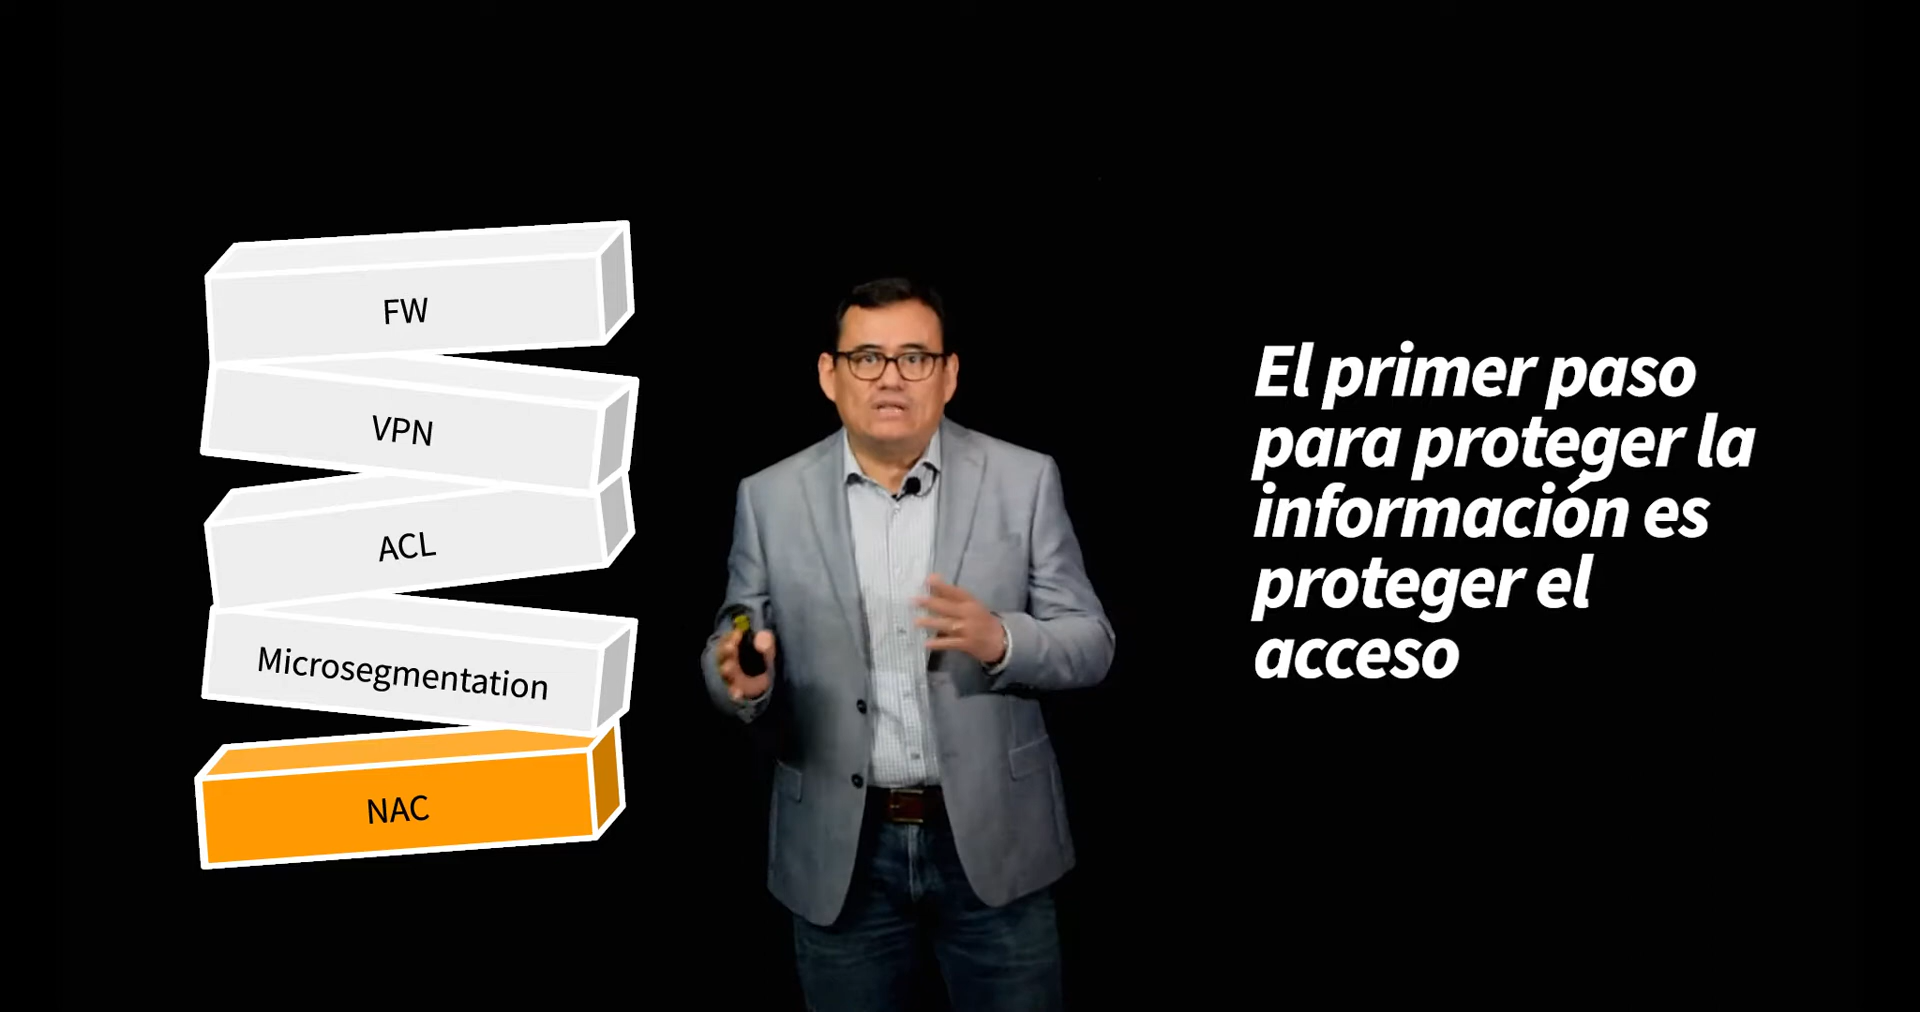 FW
VPN
ACL
Microsegmentation
NAC
El primer paso
para proteger la
información es
proteger el
acceso